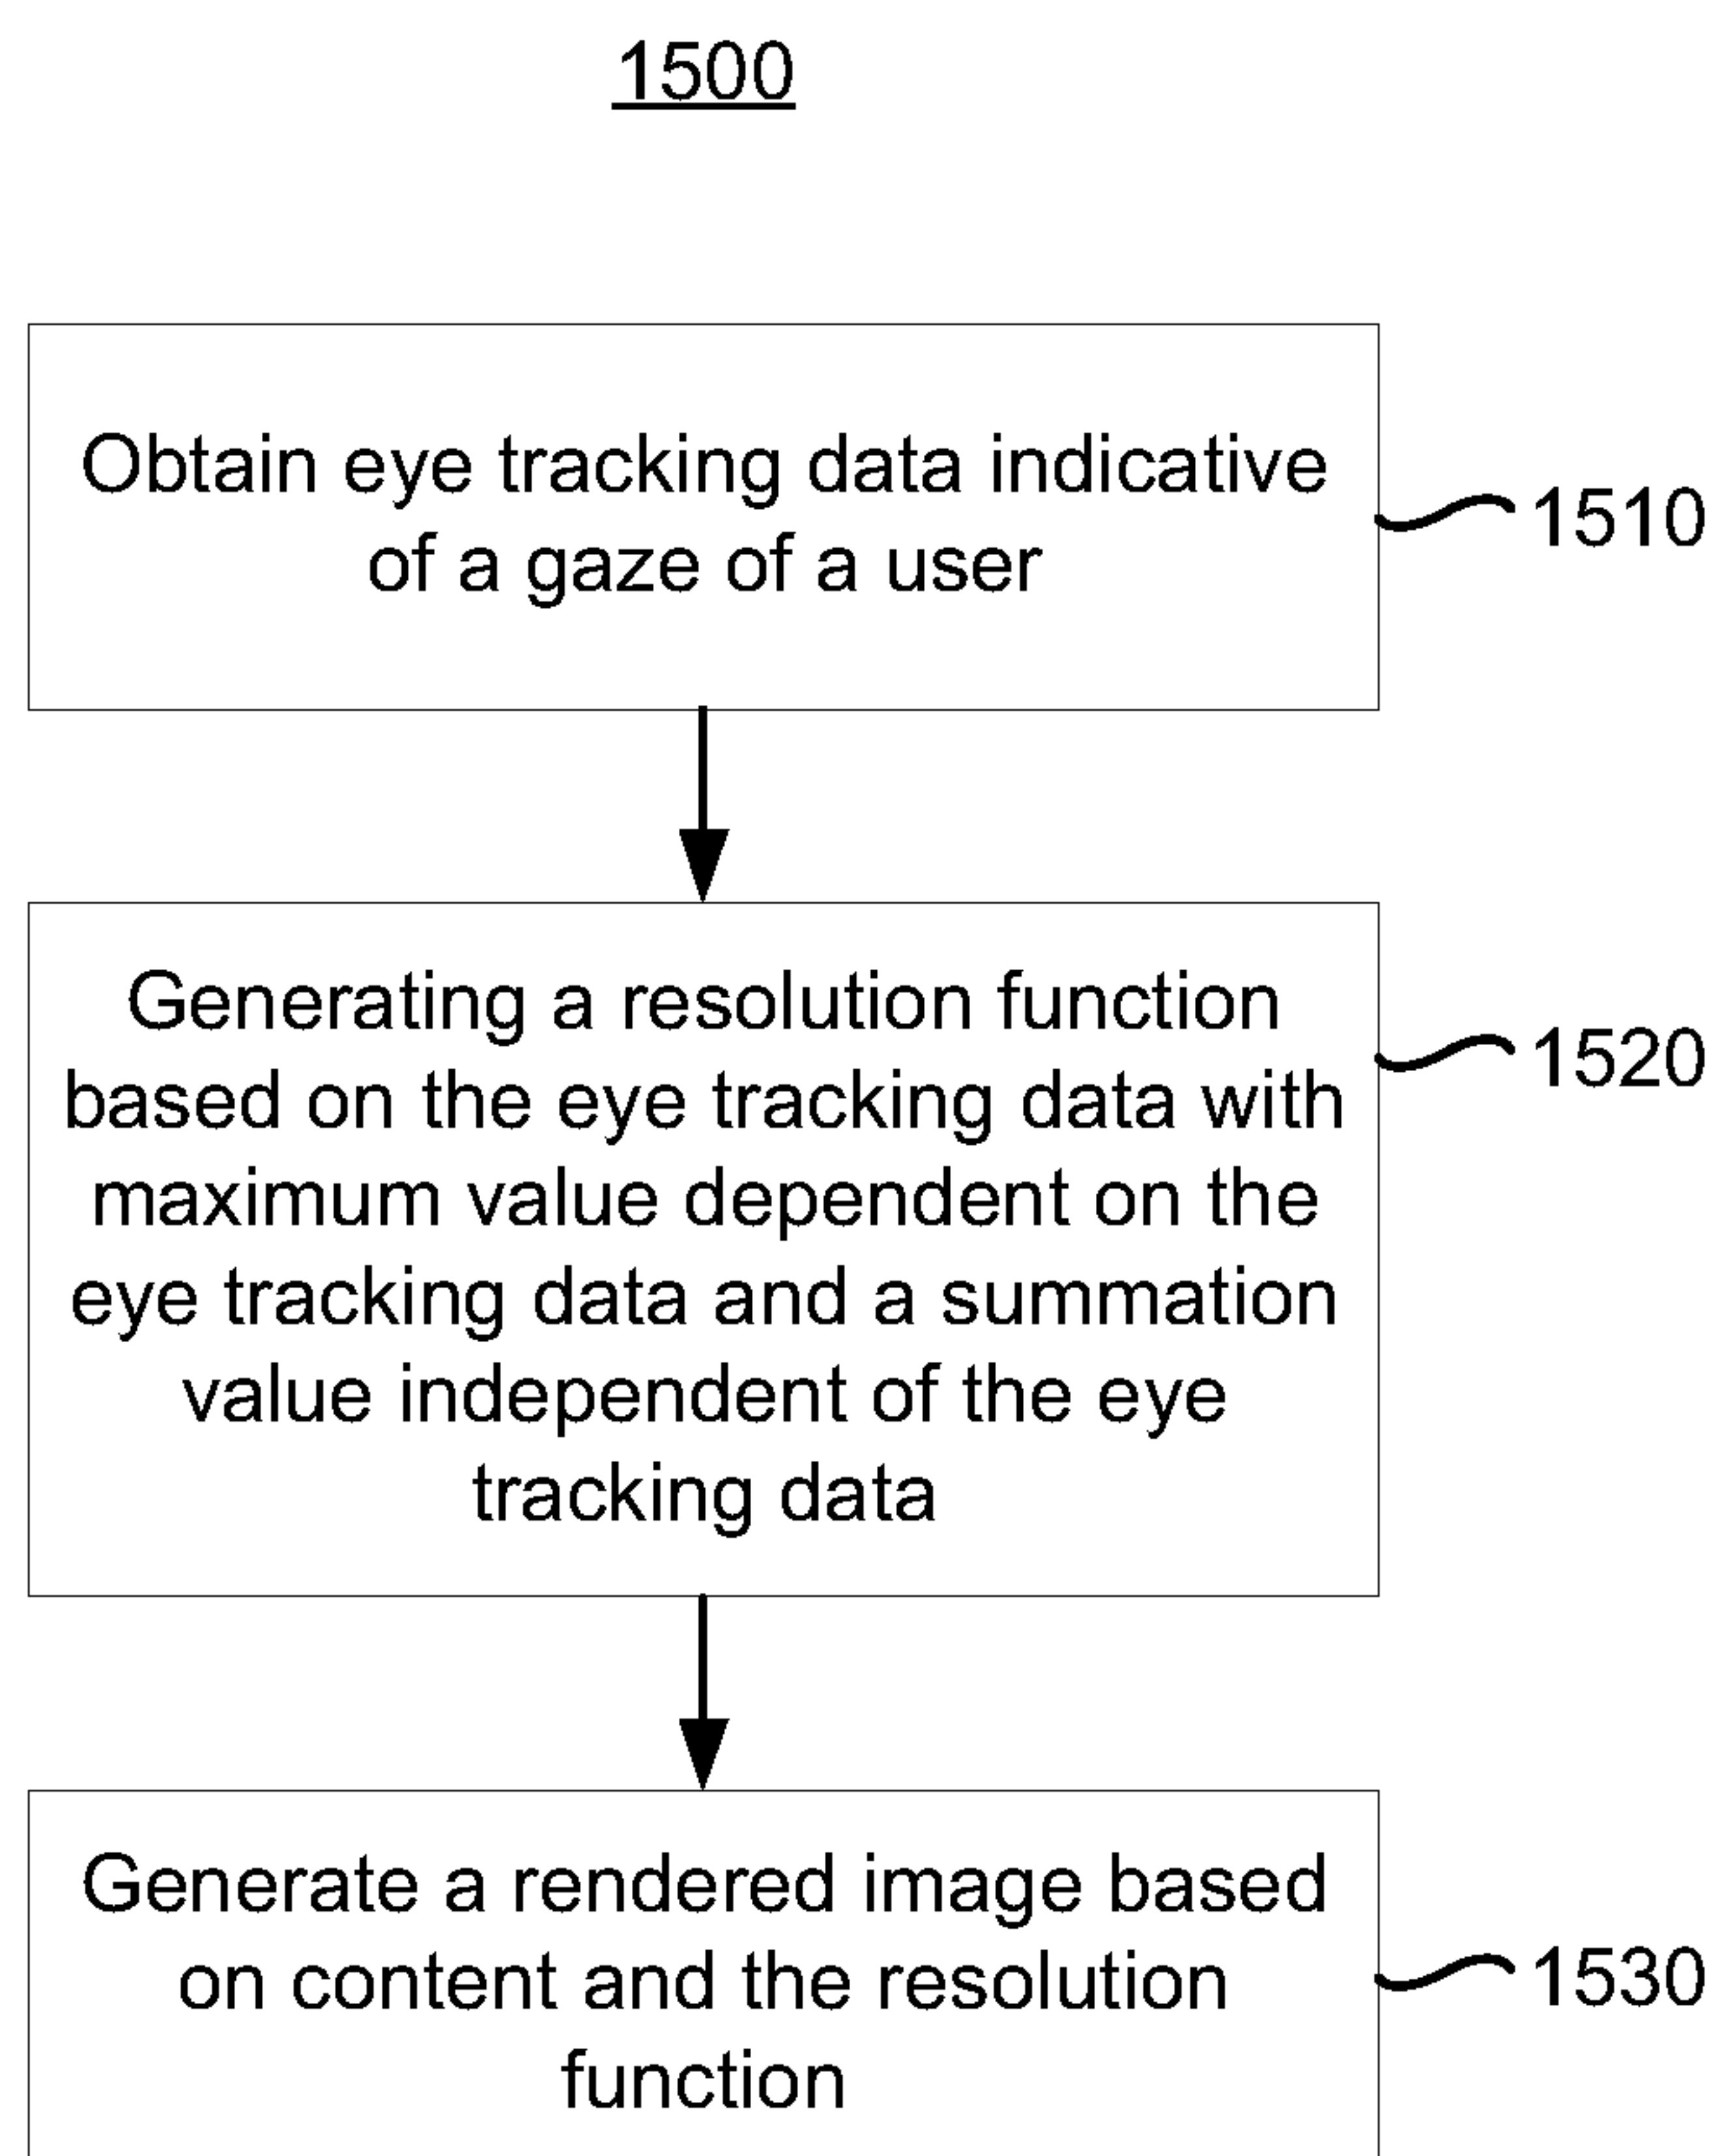 1500
Obtain eye tracking data indicative
of a gaze of a user
1510
Generating a resolution function
based on the eye tracking data with
maximum value dependent on the
eye tracking data and a summation
value independent of the eye
tracking data
1520
Generate a rendered image based
on content and the resolution
function
1530